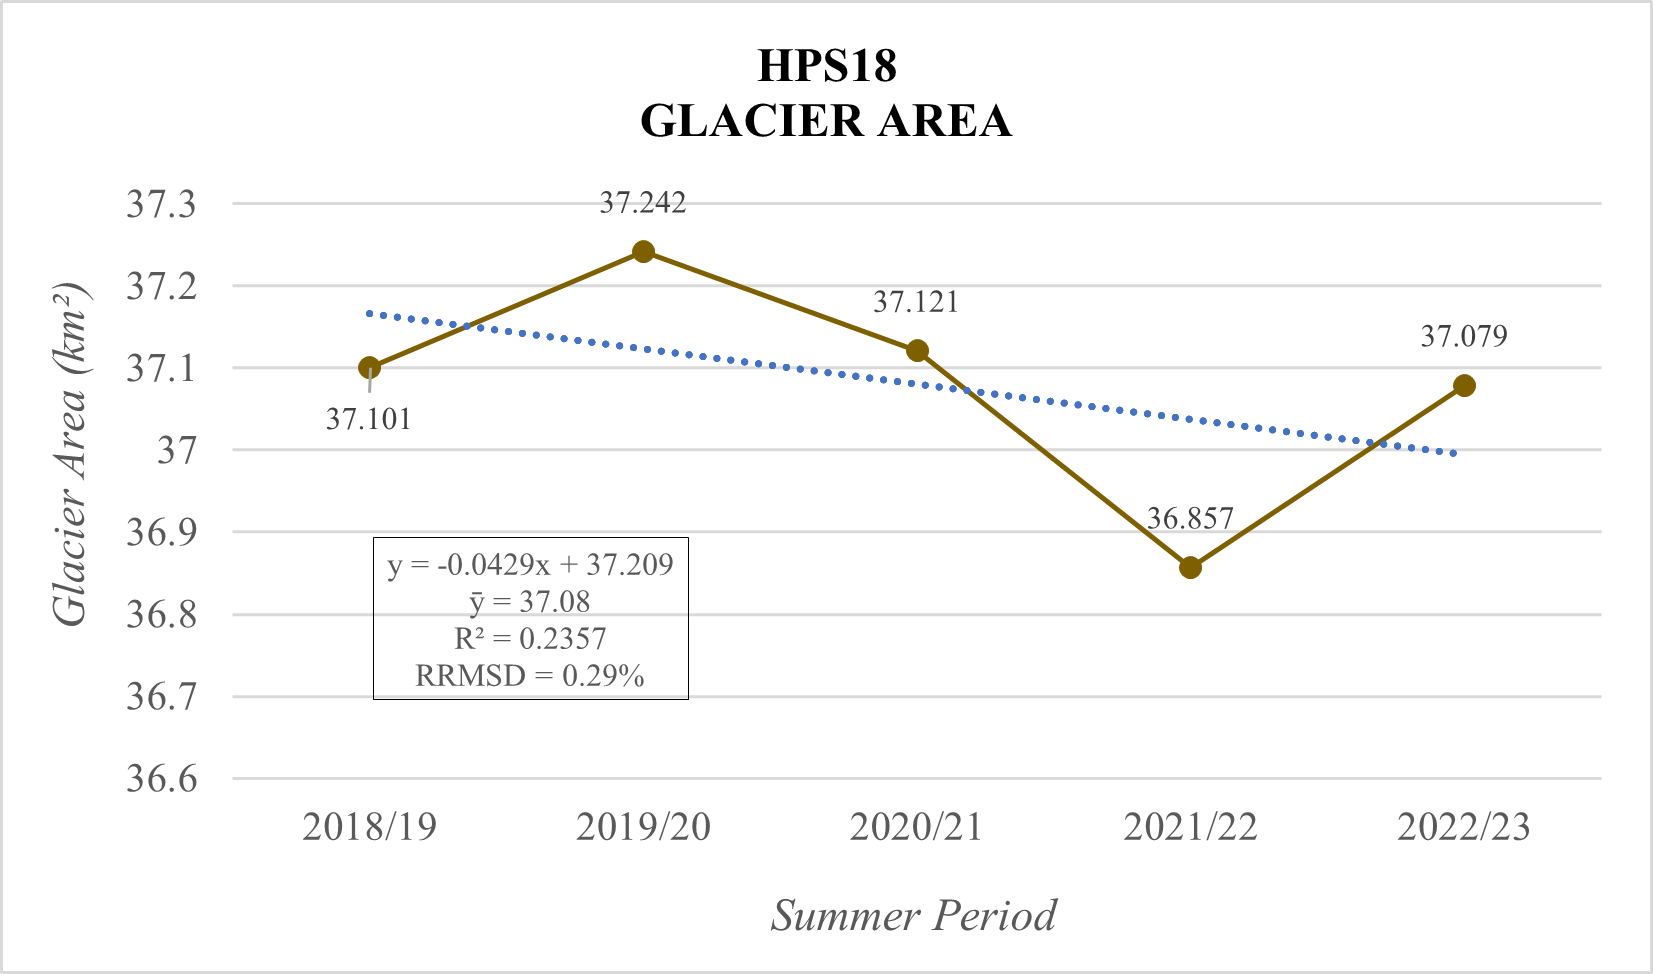 HPS18
GLACIER AREA
Glacier Area (km²)
37.3
37.2
37.1
37
36.9
36.8
36.7
36.6
37.101
37.242
37.121
36.857
37.079
y = -0.0429x + 37.209
ȳ = 37.08
R² = 0.2357
RRMSD = 0.29%
2018/19 2019/20 2020/21 2021/22 2022/23
Summer Period